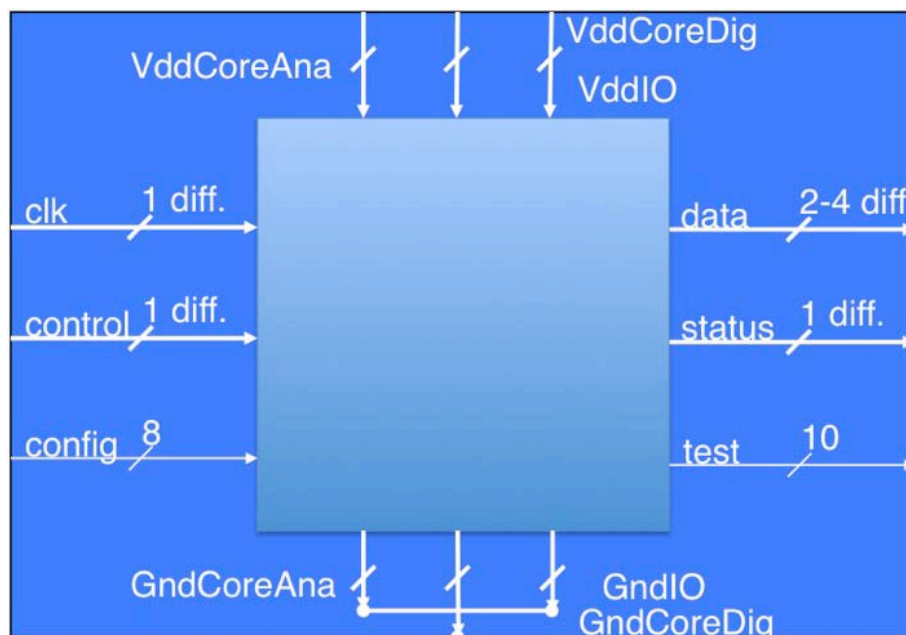 VddCoreDig
VddCoreAna
VddIO
clk 1 diff.
data 2-4 diff
control 1 diff.
status 1 diff.
config 8
test 10
GndCoreAna
GndIO
GndCoreDig